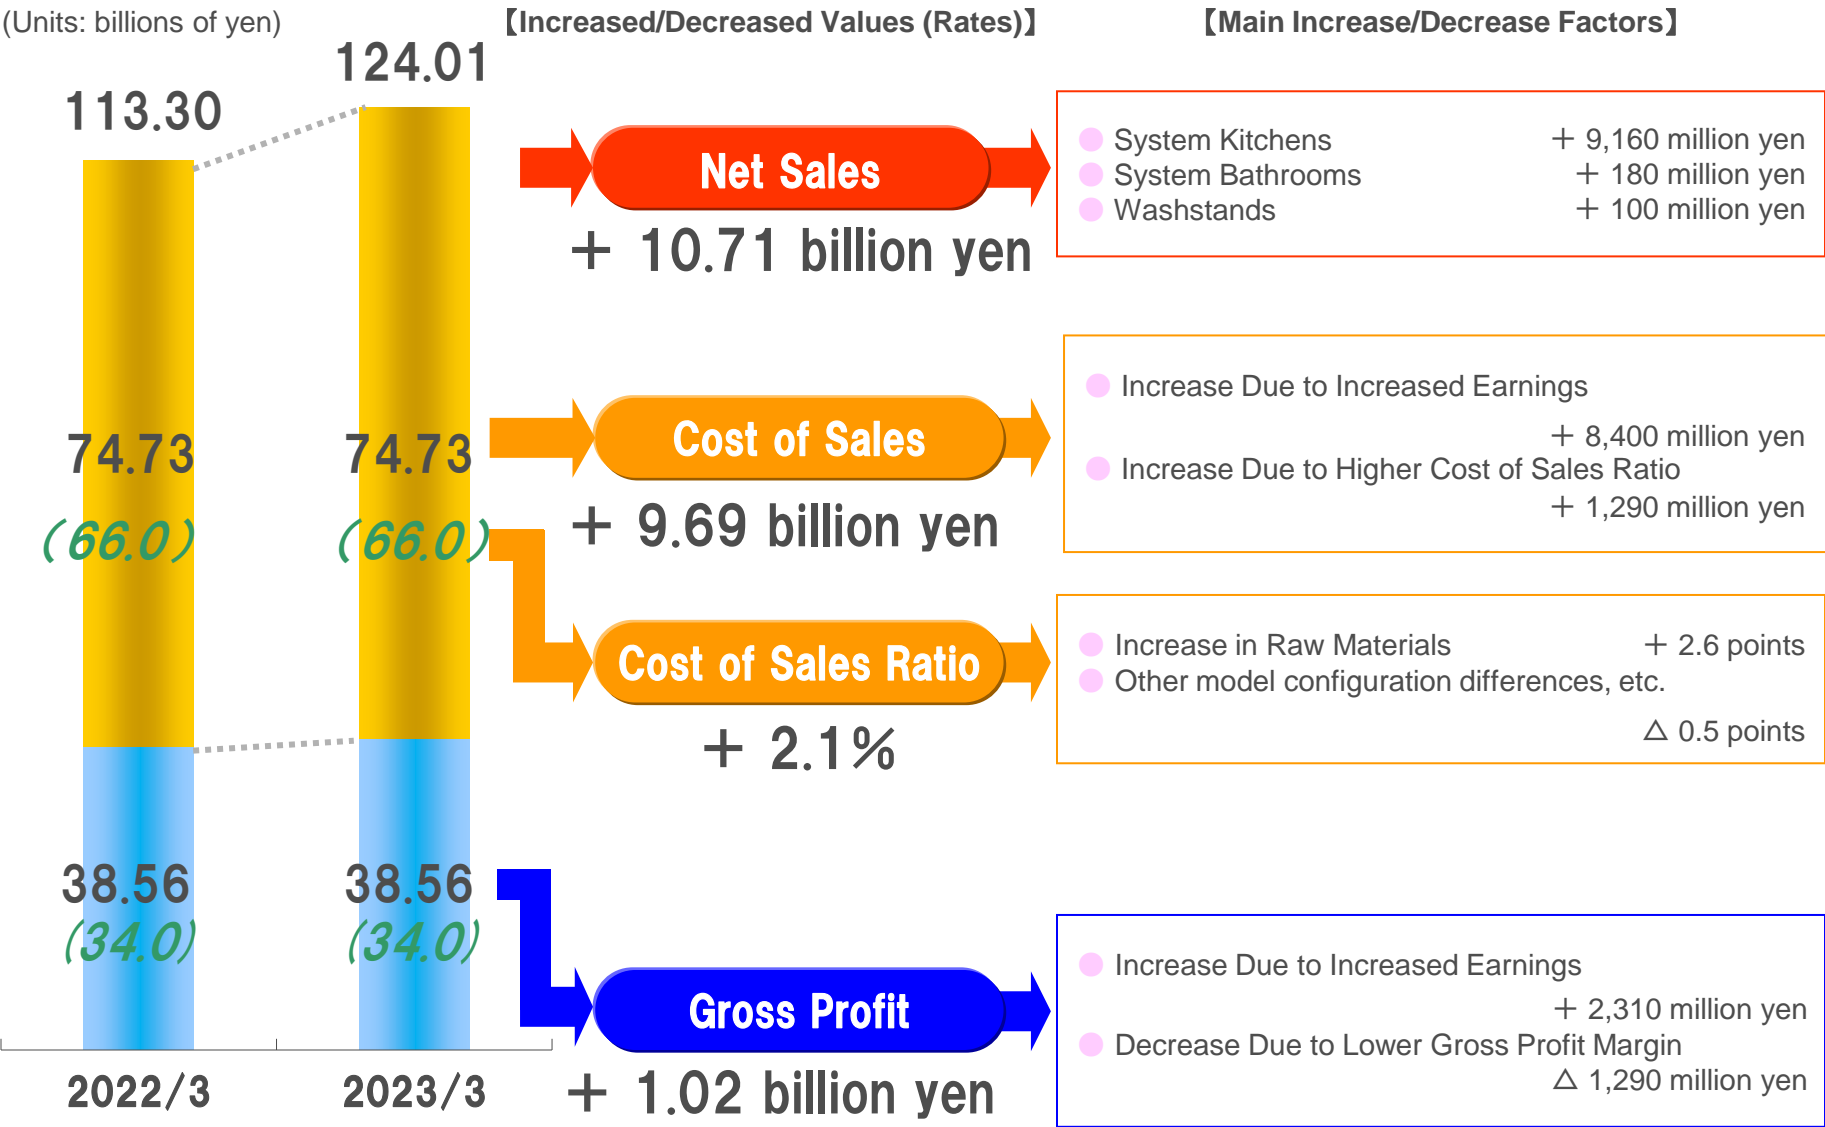 (Units: billions of yen)
【Increased/Decreased Values (Rates)】
【Main Increase/Decrease Factors】
113.30
124.01
74.73
(66.0)
74.73
(66.0)
38.56
(34.0)
38.56
(34.0)
2022/3
2023/3
Net Sales
+ 10.71 billion yen
System Kitchens + 9,160 million yen
System Bathrooms + 180 million yen
Washstands + 100 million yen
Cost of Sales
+ 9.69 billion yen
Increase Due to Increased Earnings
+ 8,400 million yen
Increase Due to Higher Cost of Sales Ratio
+ 1,290 million yen
Cost of Sales Ratio
+ 2.1%
Increase in Raw Materials + 2.6 points
Other model configuration differences, etc.
△ 0.5 points
Gross Profit
+ 1.02 billion yen
Increase Due to Increased Earnings
+ 2,310 million yen
Decrease Due to Lower Gross Profit Margin
△ 1,290 million yen